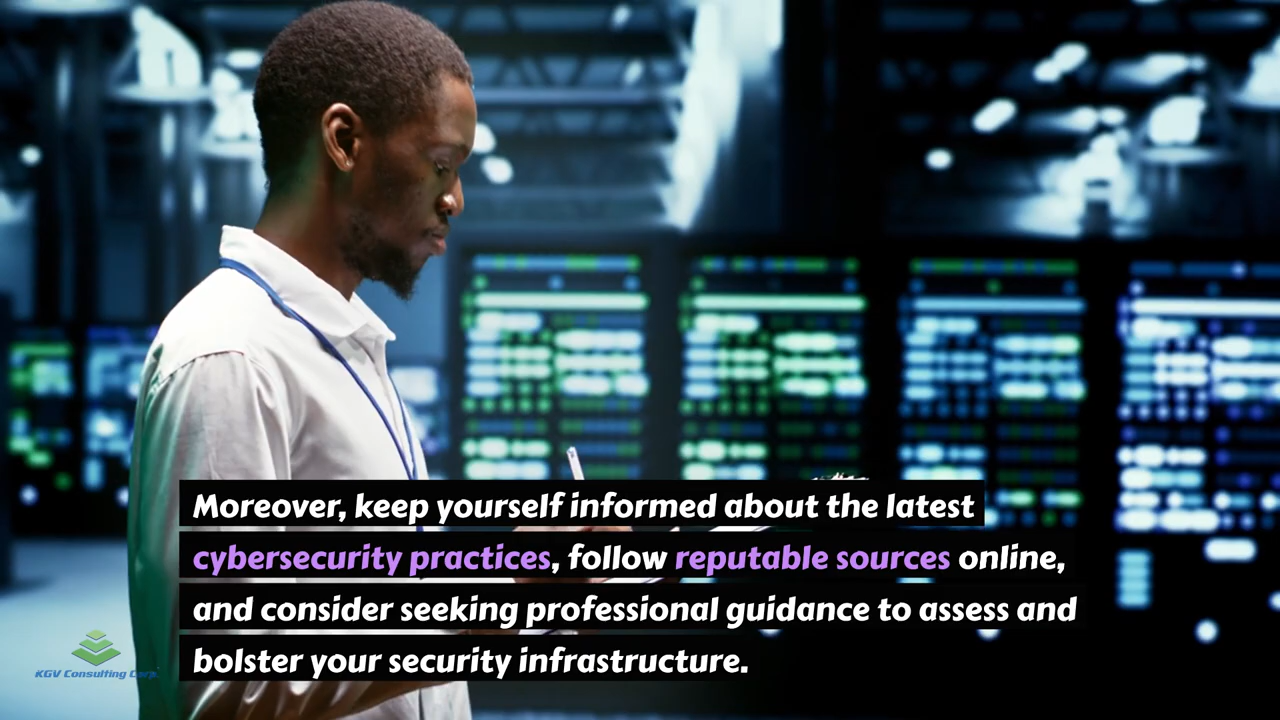 Moreover, keep yourself informed about the latest
cybersecurity practices, follow reputable sources online,
and consider seeking professional guidance to assess and
bolster your security infrastructure.
KGV Consulting Corp.